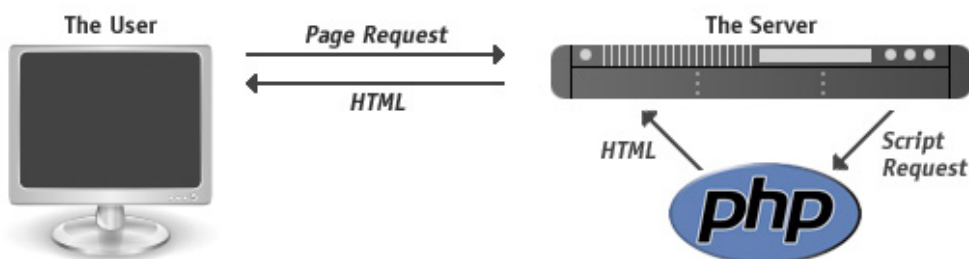 The User
Page Request
HTML
The Server
HTML
Script
Request
php